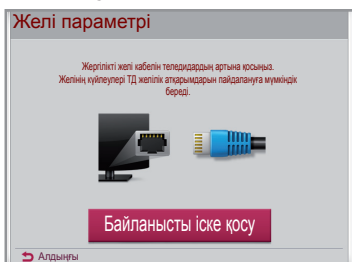 Желі параметрі
Жергілікті желі кабелін теледидардың артына қосыңыз.
Желінің күйлеулері ТД желілік атқарымдарын пайдалануға мүмкіндік
береді.
Байланысты іске қосу
Алдыңғы